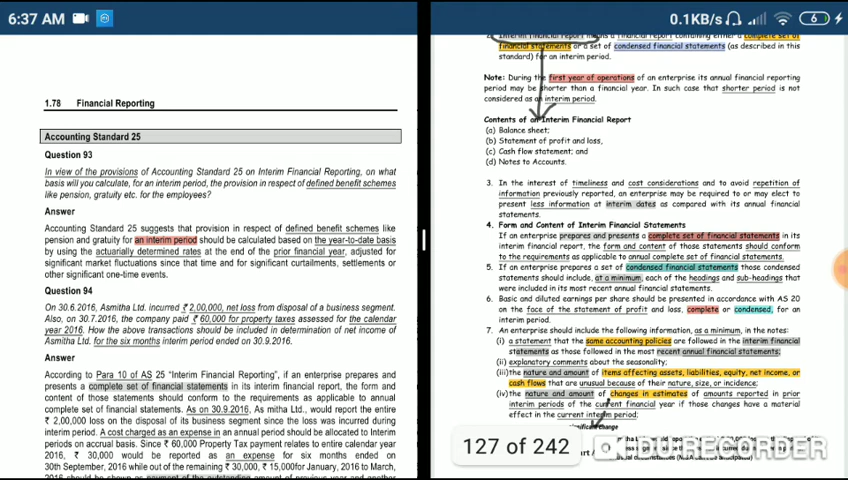 6:37 AM
0.1KB/s
6
1.78 Financial Reporting
Accounting Standard 25
Question 93
In view of the provisions of Accounting Standard 25 on Interim Financial Reporting, on what
basis will you calculate, for an interim period, the provision in respect of defined benefit schemes
like pension, gratuity etc. for the employees?
Answer
Accounting Standard 25 suggests that provision in respect of defined benefit schemes like
pension and gratuity for an interim period should be calculated based on the year-to-date basis
by using the actuarially determined rates at the end of the prior financial year, adjusted for
significant market fluctuations since that time and for significant curtailments, settlements or
other significant one-time events.
Question 94
On 30.6.2016, Asmitha Ltd. incurred ₹ 2,00,000, net loss from disposal of a business segment.
Also, on 30.7.2016, the company paid ₹ 60,000 for property taxes assessed for the calendar
year 2016. How the above transactions should be included in determination of net income of
Asmitha Ltd. for the six months interim period ended on 30.9.2016.
Answer
According to Para 10 of AS 25 “Interim Financial Reporting”, if an enterprise prepares and
presents a complete set of financial statements in its interim financial report, the form and
content of those statements should conform to the requirements as applicable to annual
complete set of financial statements. As on 30.9.2016, As mitha Ltd. would report the entire
₹ 2,00,000 loss on the disposal of its business segment since the loss was incurred during
interim period. A cost charged as an expense in an annual period should be allocated to Interim
periods on accrual basis. Since ₹ 60,000 Property Tax payment relates to entire calendar year
2016, ₹ 30,000 would be reported as an expense for six months ended on
30th September, 2016 while out of the remaining ₹ 30,000, ₹ 15,000for January, 2016 to March,
2016 should be shown as payment of the outstanding amount of previous year and another
2. Interim financial report means a financial report containing either a complete set of
financial statements or a set of condensed financial statements (as described in this
standard) for an interim period.
Note: During the first year of operations of an enterprise its annual financial reporting
period may be shorter than a financial year. In such case that shorter period is not
considered as an interim period.
Contents of an Interim Financial Report
(a) Balance sheet;
(b) Statement of profit and loss,
(c) Cash flow statement; and
(d) Notes to Accounts.
3. In the interest of timeliness and cost considerations and to avoid repetition of
information previously reported, an enterprise may be required to or may elect to
present less information at interim dates as compared with its annual financial
statements.
4. Form and Content of Interim Financial Statements
If an enterprise prepares and presents a complete set of financial statements in its
interim financial report, the form and content of those statements should conform
to the requirements as applicable to annual complete set of financial statements.
5. If an enterprise prepares a set of condensed financial statements those condensed
statements should include, at a minimum, each of the headings and sub-headings that
were included in its most recent annual financial statements.
6. Basic and diluted earnings per share should be presented in accordance with AS 20
on the face of the statement of profit and loss, complete or condensed, for an
interim period.
7. An enterprise should include the following information, as a minimum, in the notes:
(i) a statement that the same accounting policies are followed in the interim financial
statements as those followed in the most recent annual financial statements;
(ii) explanatory comments about the seasonality;
(iii) the nature and amount of items affecting assets, liabilities, equity, net income, or
cash flows that are unusual because of their nature, size, or incidence;
(iv) the nature and amount of changes in estimates of amounts reported in prior
interim periods of the current financial year if those changes have a material
effect in the current interim period;
change
127 of 242
RECORDER